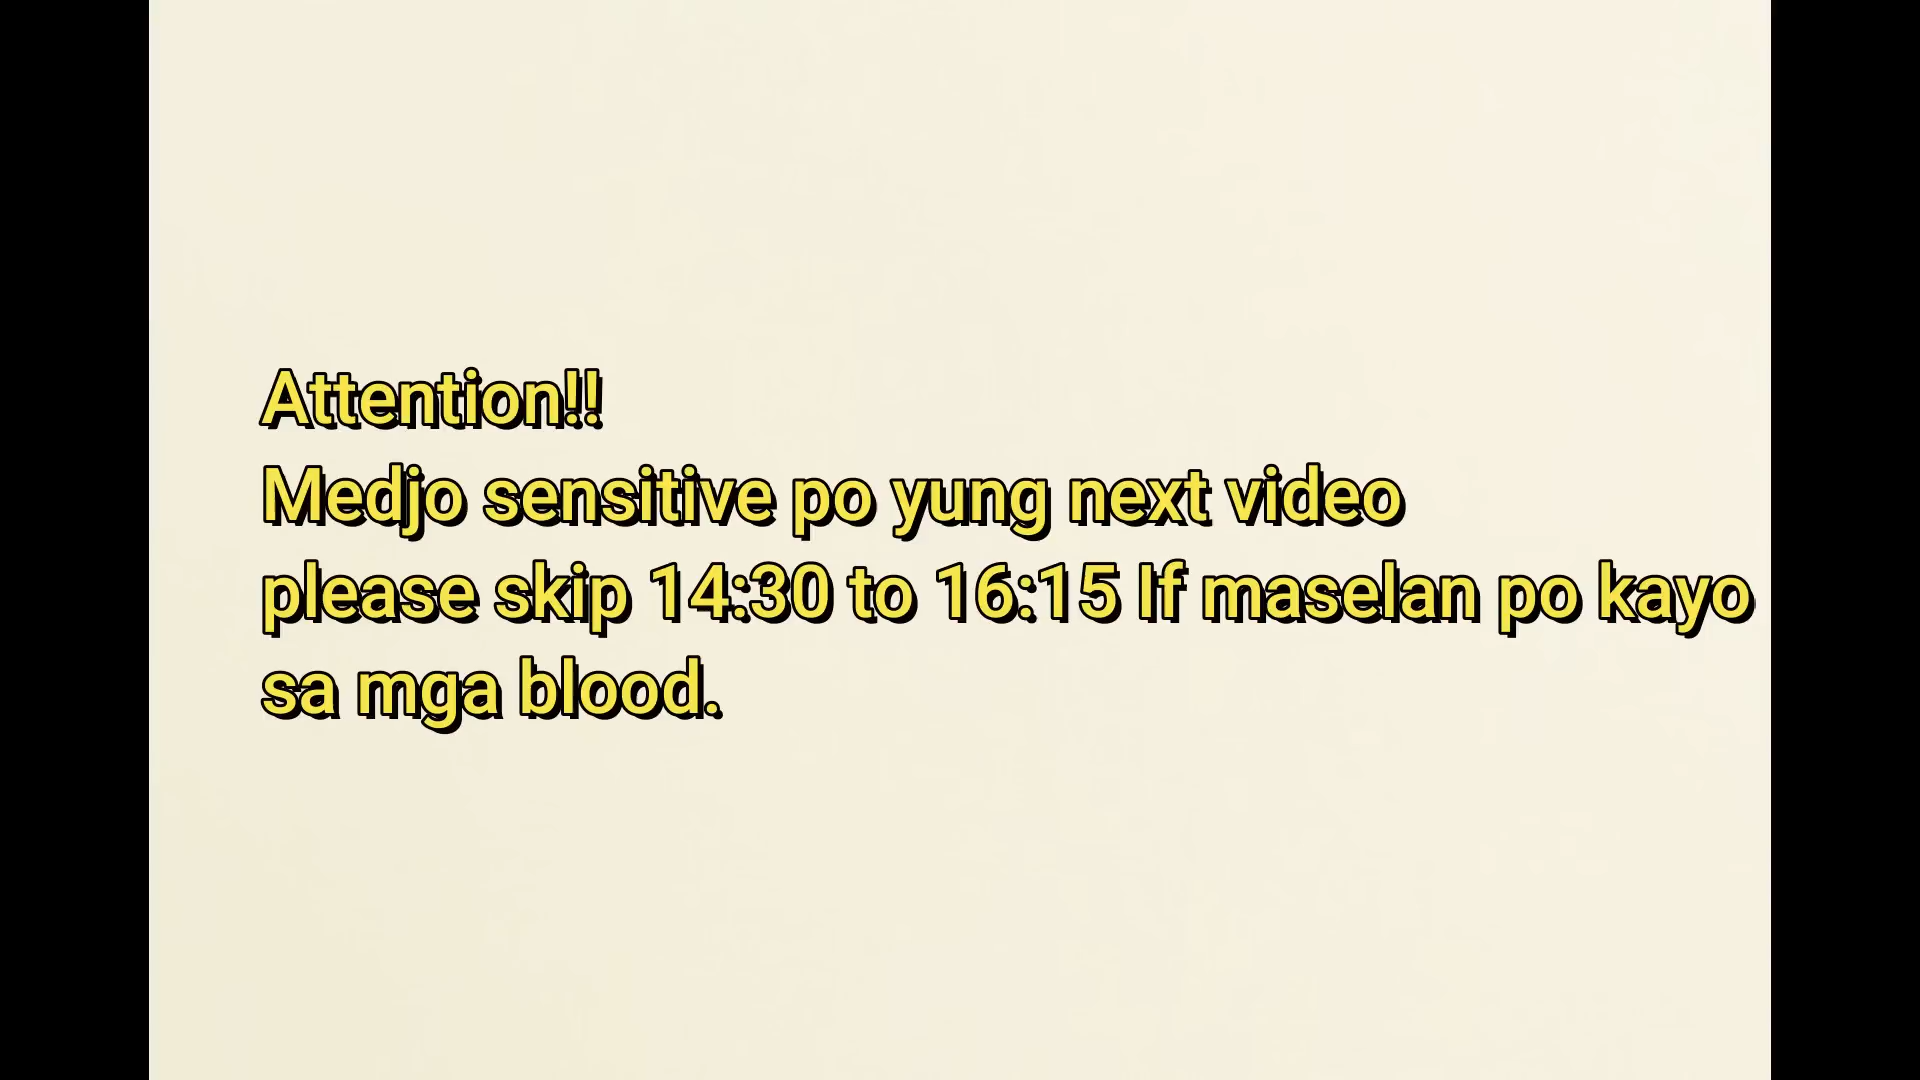 Attention!!
Medjo sensitive po yung next video
please skip 14:30 to 16:15 If maselan po kayo
sa mga blood.